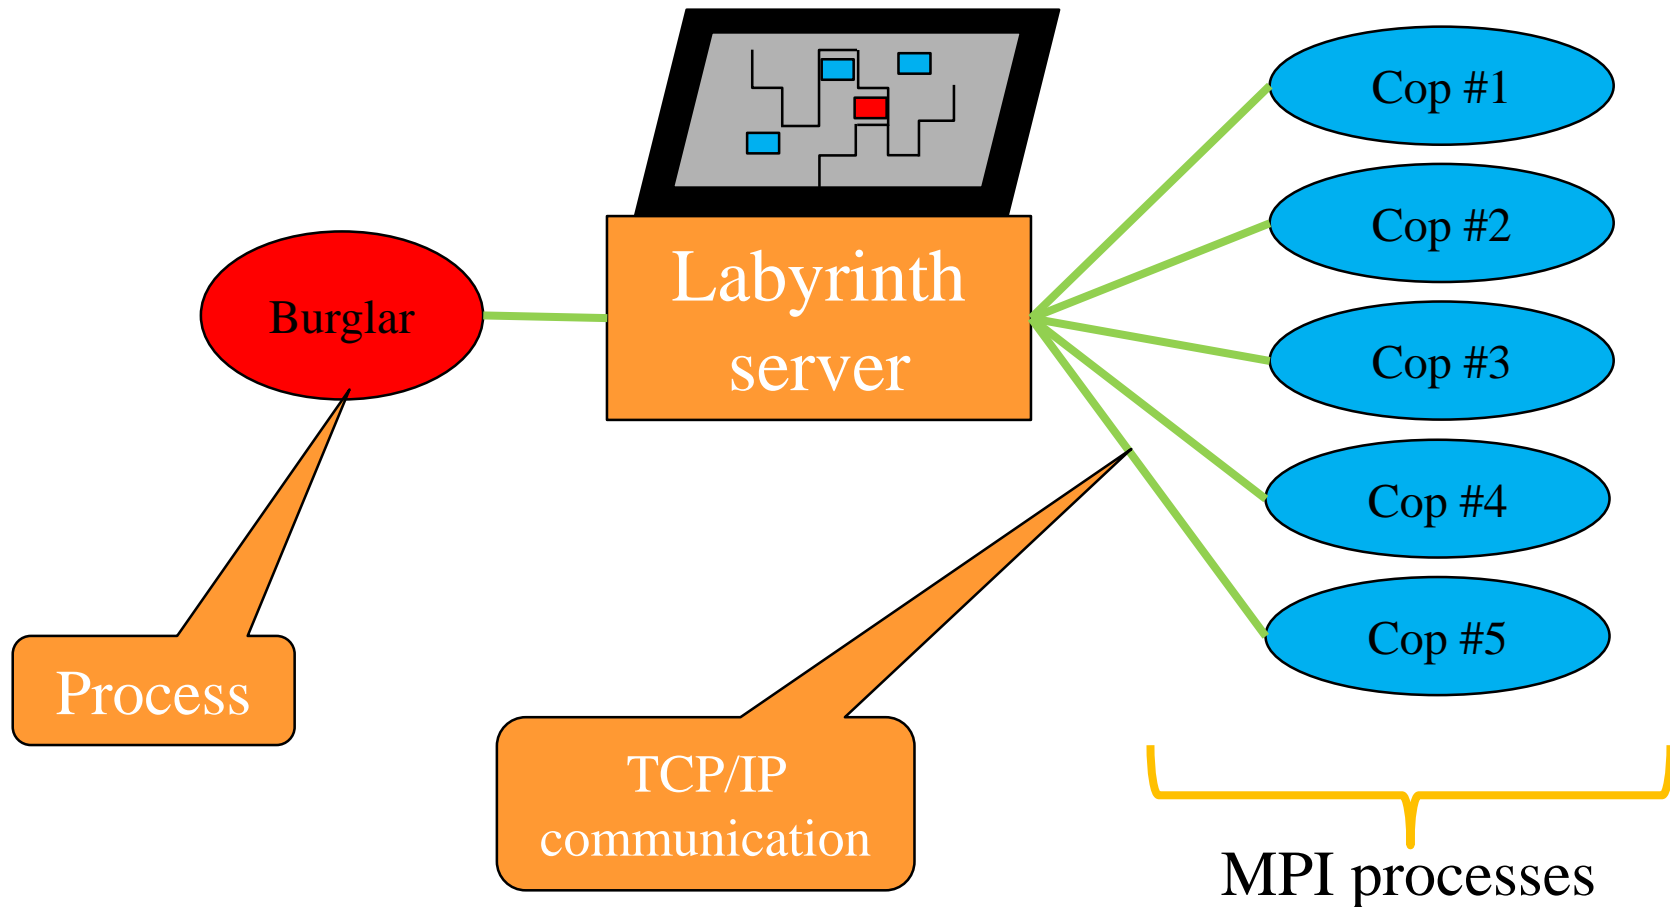 Cop #1
Cop #2
Labyrinth
server
Burglar
Cop #3
Cop #4
Cop #5
Process
TCP/IP
communication
MPI processes